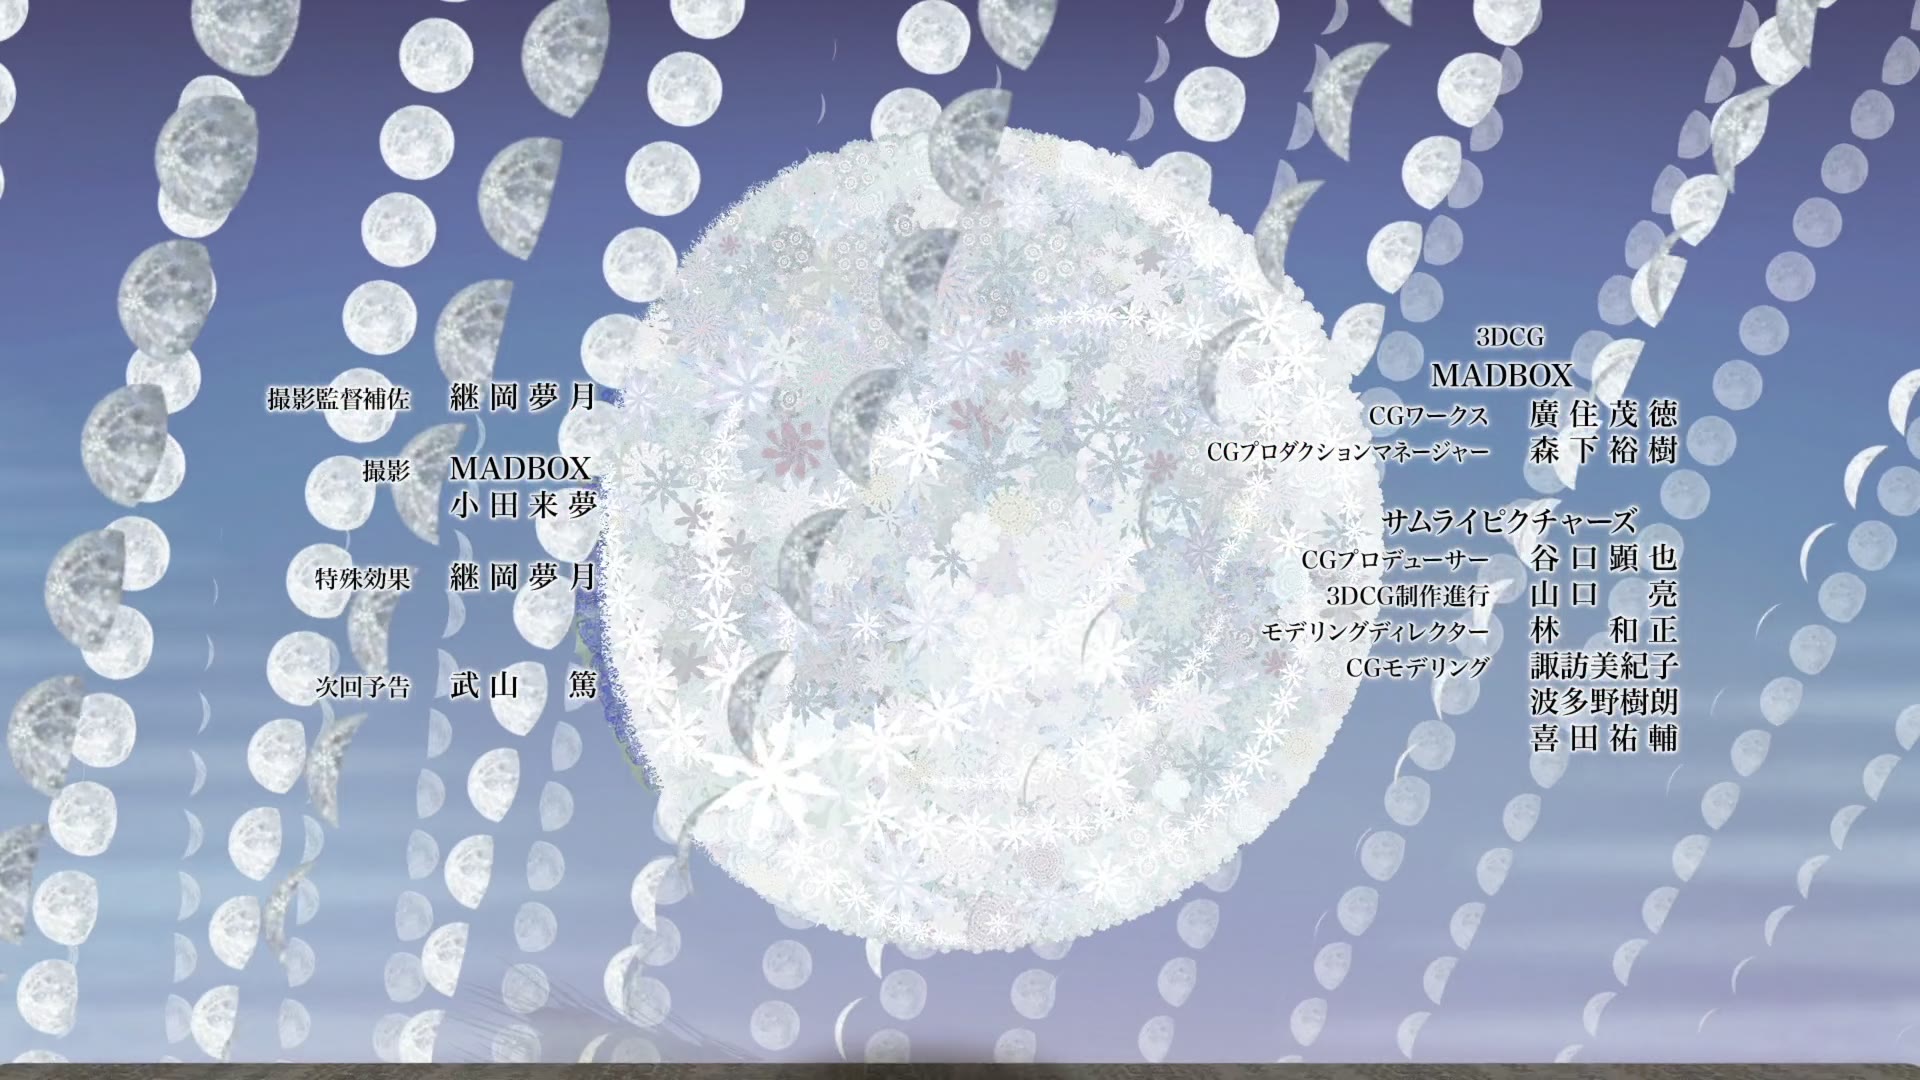 撮影監督補佐 継岡夢月
撮影 MADBOX
小田来夢
特殊効果 継岡夢月
次回予告 武山 篤
3DCG
MADBOX
CGワークス 廣住茂徳
CGプロダクションマネージャー 森下裕樹
サムライピクチャーズ
CGプロデューサー 谷口顕也
3DCG制作進行 山口 亮
モデリングディレクター 林 和正
CGモデリング 諏訪美紀子
波多野樹朗
喜田祐輔